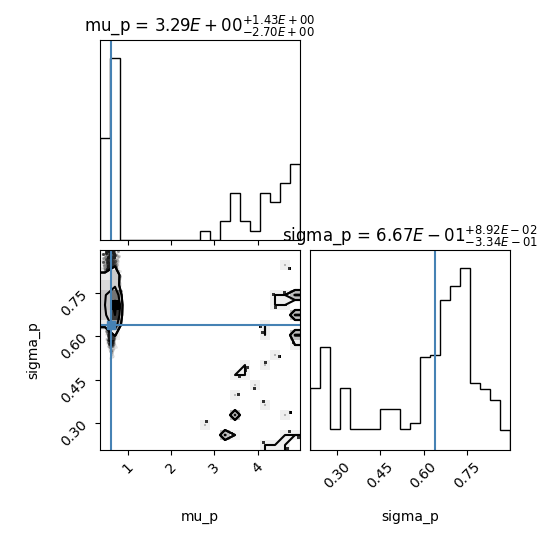 mu_p = 3.29E + 00+1.43E+00−2.70E+00
sigma_p = 6.67E − 01+8.92E−02−3.34E−01
sigma_p
0.75
0.60
0.45
0.30
1 2 3 4
0.30 0.45 0.60 0.75
mu_p sigma_p